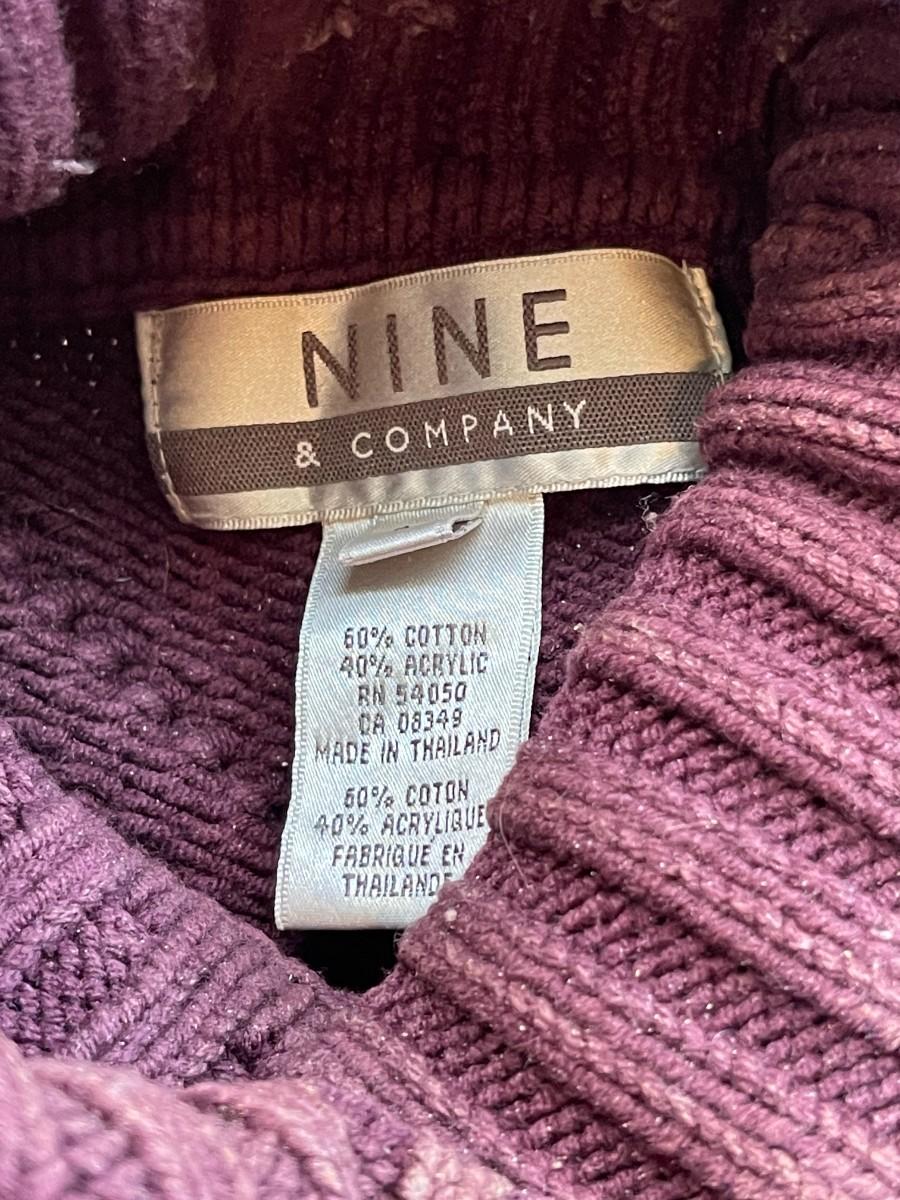 NINE
& COMPANY
60% COTTON
40% ACRYLIC
RN 54050
CA 08349
MADE IN THAILAND
60% COTON
40% ACRYLIQUE
FABRIQUE EN
THAILANDE